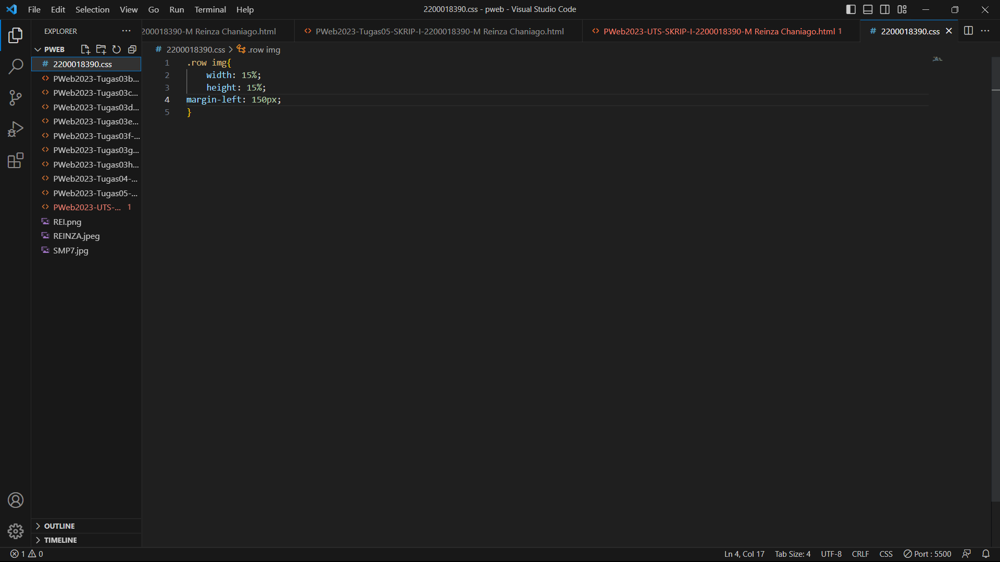 File Edit Selection View Go Run Terminal Help
2200018390.css - pweb - Visual Studio Code
EXPLORER
2200018390-M Reinza Chaniago.html
PWeb2023-Tugas05-SKRIP-I-2200018390-M Reinza Chaniago.html
PWeb2023-UTS-SKRIP-I-2200018390-M Reinza Chaniago.html 1
# 2200018390.css
PWEB
# 2200018390.css
PWeb2023-Tugas03b...
PWeb2023-Tugas03c...
PWeb2023-Tugas03d...
PWeb2023-Tugas03e...
PWeb2023-Tugas03f-...
PWeb2023-Tugas03g...
PWeb2023-Tugas03h...
PWeb2023-Tugas04-...
PWeb2023-Tugas05-...
PWeb2023-UTS-... 1
REI.png
REINZA.jpeg
SMP7.jpg
OUTLINE
TIMELINE
# 2200018390.css > .row img
1 .row img{
2 width: 15%;
3 height: 15%;
4 margin-left: 150px;
5 }
1 0
Ln 4, Col 17 Tab Size: 4 UTF-8 CRLF CSS Port : 5500